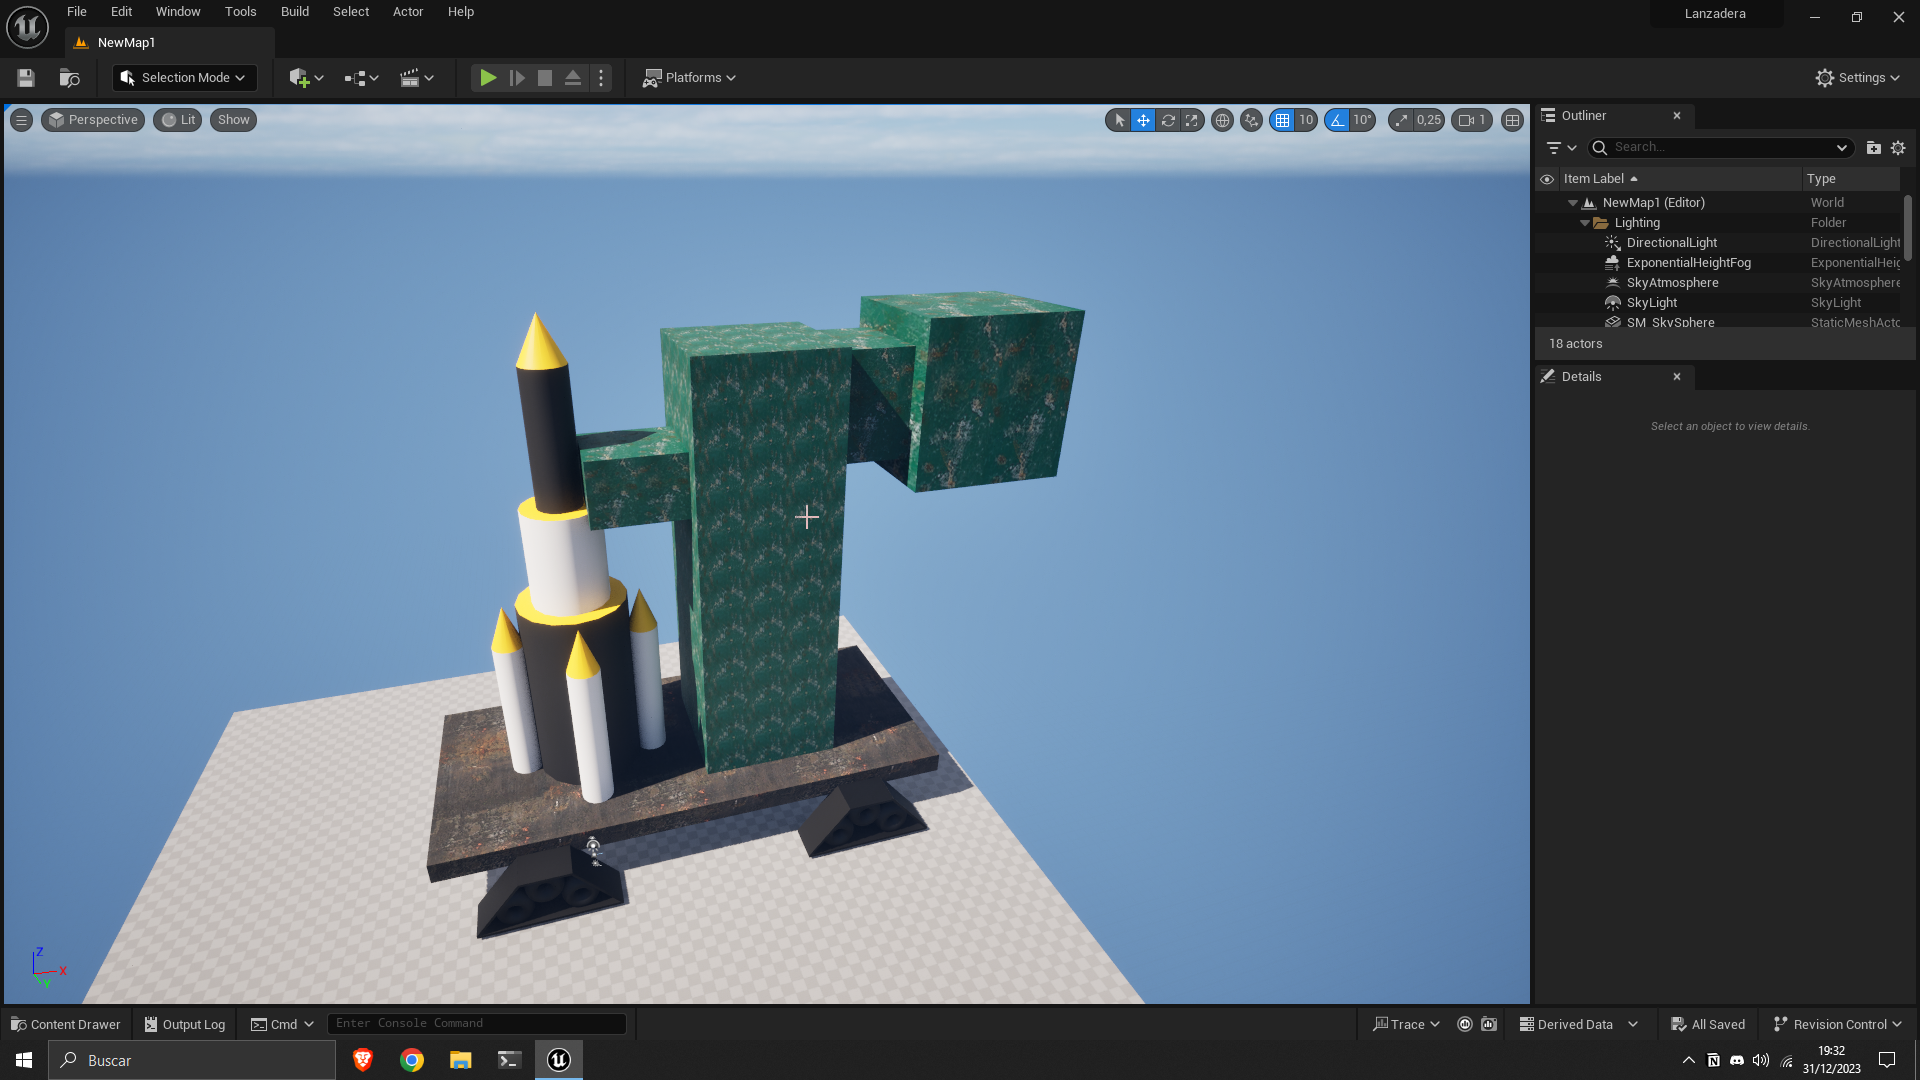 File Edit Window Tools Build Select Actor Help
Lanzadera
NewMap1
Selection Mode
Platforms
Settings
Perspective
Lit
Show
10
10°
0,25
1
Outliner
Search...
Item Label
Type
NewMap1 (Editor) World
Lighting Folder
DirectionalLight DirectionalLight
ExponentialHeightFog ExponentialHeig
SkyAtmosphere SkyAtmosphere
SkyLight SkyLight
SM_SkySphere StaticMeshActo
18 actors
Details
Select an object to view details.
Z
X
Y
Content Drawer
Output Log
Cmd
Enter Console Command
Trace
Derived Data
All Saved
Revision Control
Buscar
19:32
31/12/2023